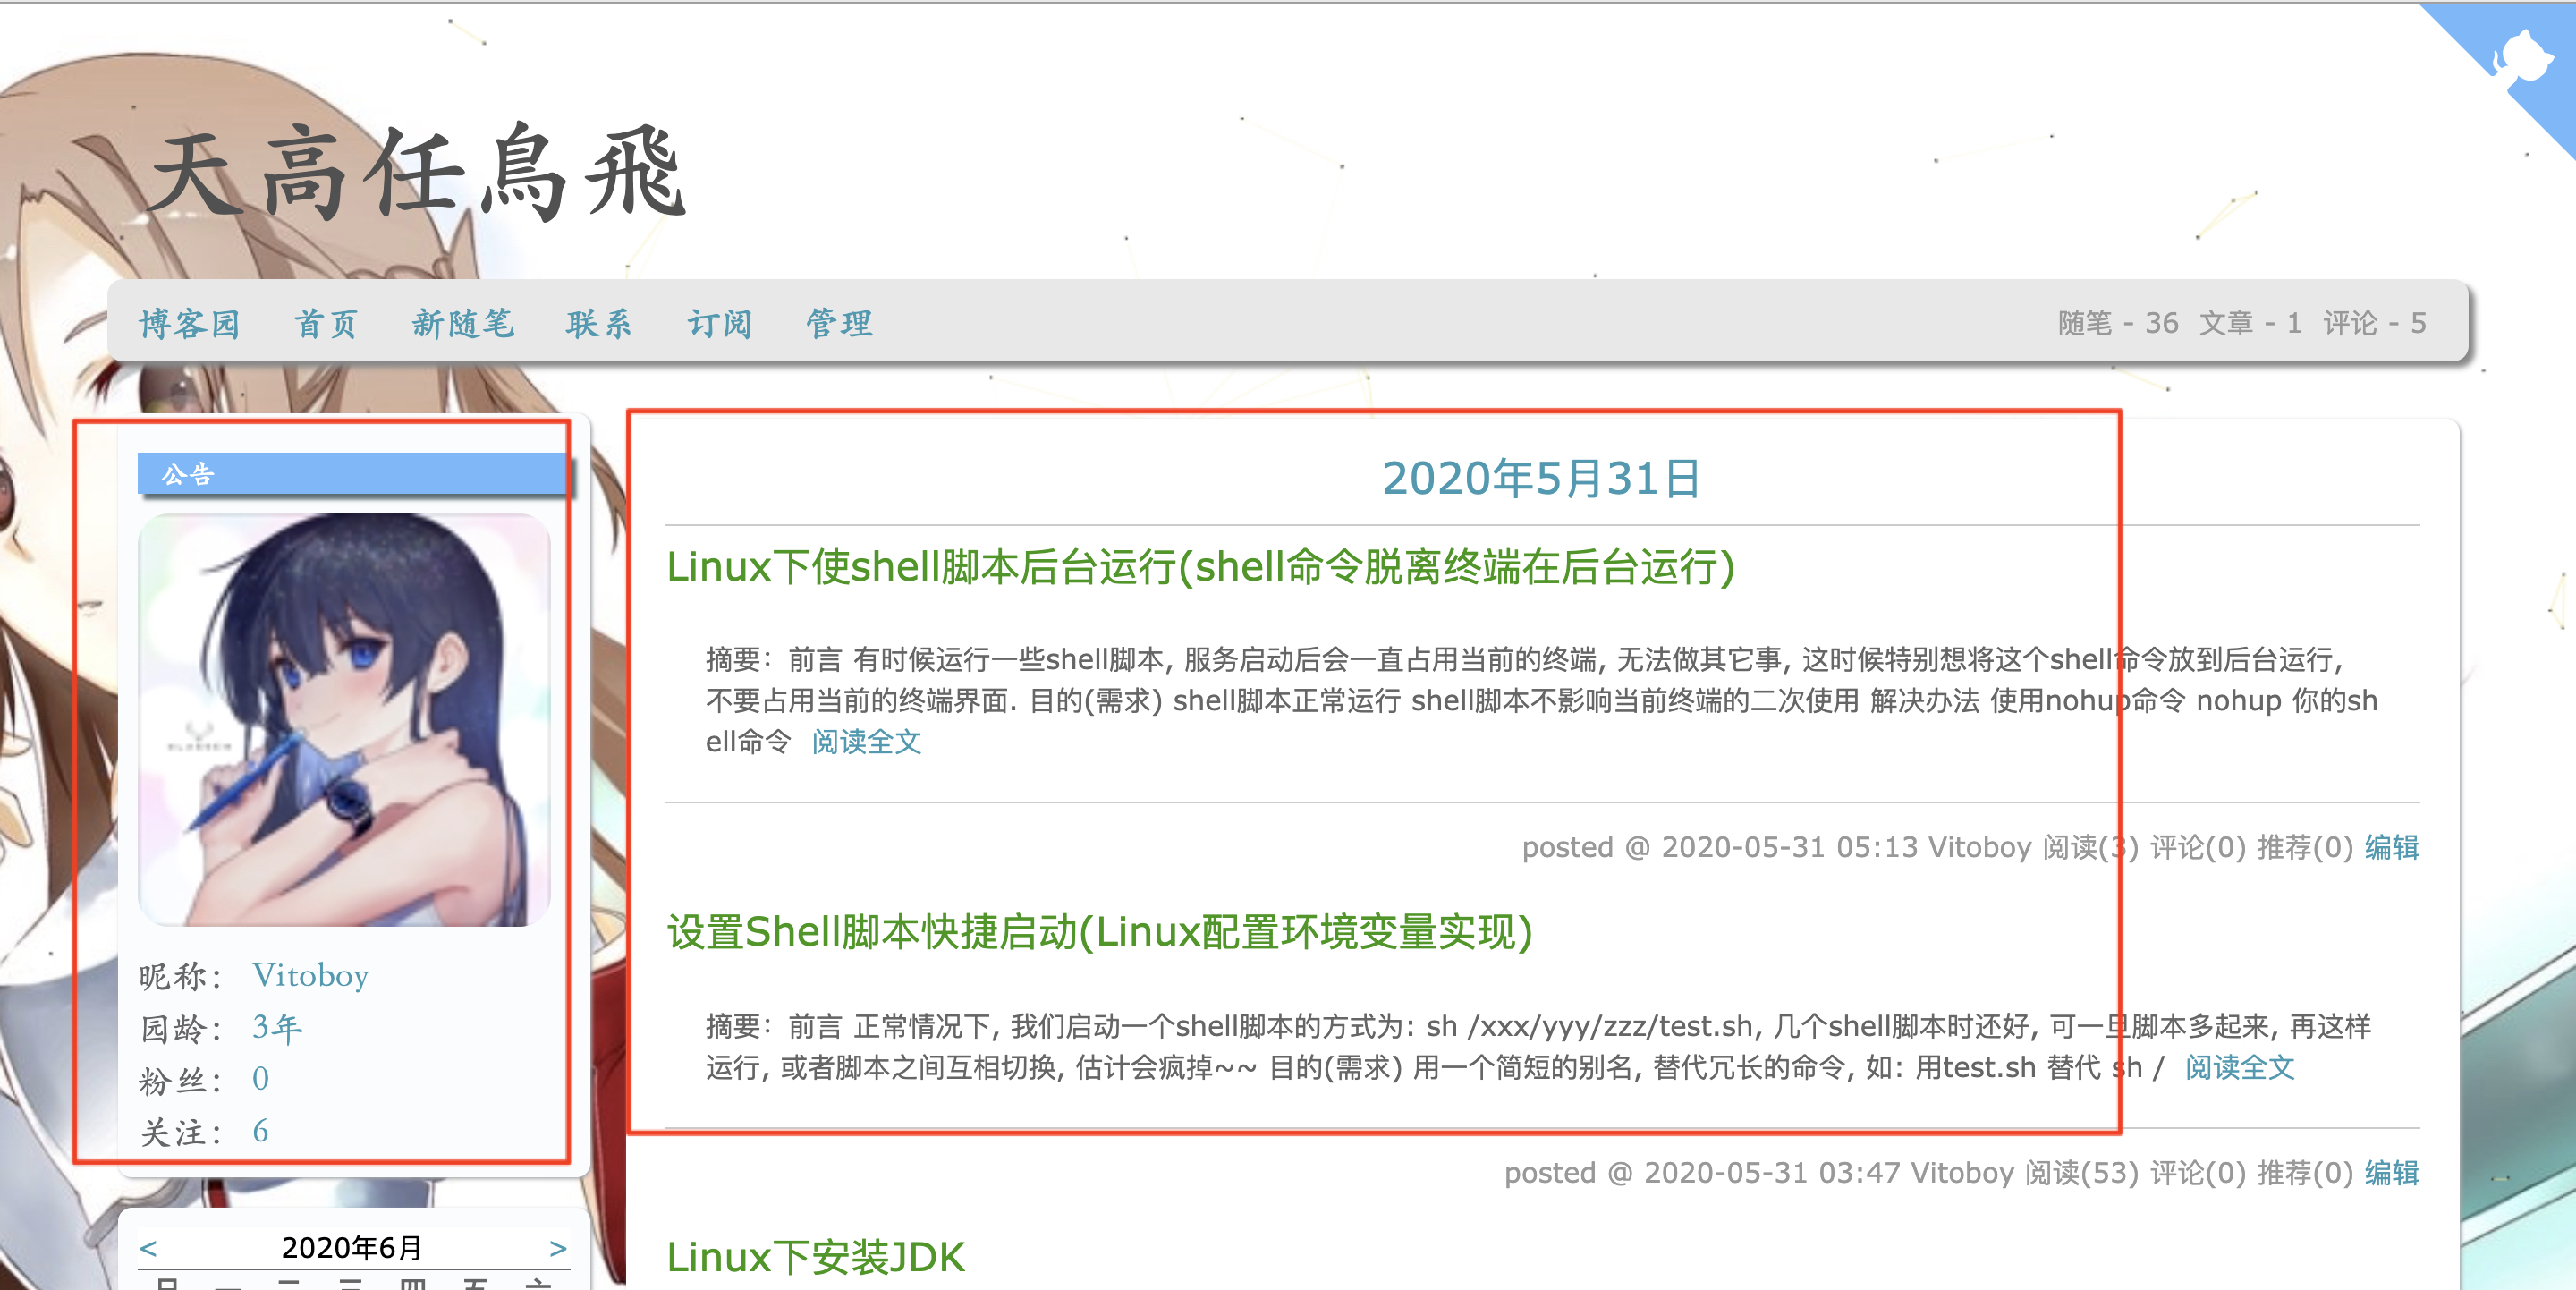 天高任鳥飛
博客园 首页 新随笔 联系 订阅 管理
随笔 - 36 文章 - 1 评论 - 5
公告
昵称： Vitoboy
园龄： 3年
粉丝： 0
关注： 6
< 2020年6月 >
日 一 二 三 四 五 六
2020年5月31日
Linux下使shell脚本后台运行(shell命令脱离终端在后台运行)
摘要：前言 有时候运行一些shell脚本, 服务启动后会一直占用当前的终端, 无法做其它事, 这时候特别想将这个shell命令放到后台运行,
不要占用当前的终端界面. 目的(需求) shell脚本正常运行 shell脚本不影响当前终端的二次使用 解决办法 使用nohup命令 nohup 你的sh
ell命令 阅读全文
posted @ 2020-05-31 05:13 Vitoboy 阅读(3) 评论(0) 推荐(0) 编辑
设置Shell脚本快捷启动(Linux配置环境变量实现)
摘要：前言 正常情况下, 我们启动一个shell脚本的方式为: sh /xxx/yyy/zzz/test.sh, 几个shell脚本时还好, 可一旦脚本多起来, 再这样
运行, 或者脚本之间互相切换, 估计会疯掉~~ 目的(需求) 用一个简短的别名, 替代冗长的命令, 如: 用test.sh 替代 sh / 阅读全文
posted @ 2020-05-31 03:47 Vitoboy 阅读(53) 评论(0) 推荐(0) 编辑
Linux下安装JDK